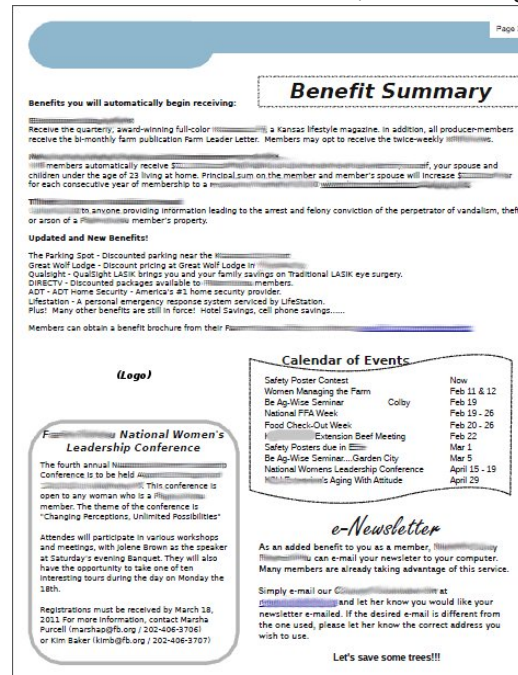 Page
Benefit Summary
Benefits you will automatically begin receiving:
Receive the quarterly, award-winning full-color a Kansas lifestyle magazine. In addition, all producer-members
receive the bi-monthly farm publication Farm Leader Letter. Members may opt to receive the twice-weekly
members automatically receive $ your spouse and
children under the age of 23 living at home. Principal sum on the member and member's spouse will increase $
for each consecutive year of membership to a
to anyone providing information leading to the arrest and felony conviction of the perpetrator of vandalism, theft
or arson of a member's property.
Updated and New Benefits!
The Parking Spot - Discounted parking near the
Great Wolf Lodge - Discount pricing at Great Wolf Lodge in
Qualsight - QualSight LASIK brings you and your family savings on Traditional LASIK eye surgery.
DIRECTV - Discounted packages available to members.
ADT - ADT Home Security - America's #1 home security provider.
Lifestation - A personal emergency response system serviced by LifeStation.
Plus! Many other benefits are still in force! Hotel Savings, cell phone savings......
Members can obtain a benefit brochure from their
(Logo)
National Women's
Leadership Conference
The fourth annual
Conference is to be held
This conference is
open to any woman who is a
member. The theme of the conference is
"Changing Perceptions, Unlimited Possibilities"
Attendes will participate in various workshops
and meetings, with Jolene Brown as the speaker
at Saturday's evening Banquet. They will also
have the opportunity to take one of ten
interesting tours during the day on Monday the
18th.
Registrations must be received by March 18,
2011 For more information, contact Marsha
Purcell (marshap@fb.org / 202-406-3706)
or Kim Baker (kimb@fb.org / 202-406-3707)
Calendar of Events
Safety Poster Contest Now
Women Managing the Farm Feb 11 & 12
Be Ag-Wise Seminar Colby Feb 19
National FFA Week Feb 19 - 26
Food Check-Out Week Feb 20 - 26
K Extension Beef Meeting Feb 22
Safety Posters due in Mar 1
Be Ag-Wise Seminar....Garden City Mar 5
National Womens Leadership Conference April 15 - 19
Aging With Attitude April 29
e-Newsletter
As an added benefit to you as a member,
can e-mail your newsletter to your computer.
Many members are already taking advantage of this service.
Simply e-mail our at
and let her know you would like your
newsletter e-mailed. If the desired e-mail is different from
the one used, please let her know the correct address you
wish to use.
Let's save some trees!!!